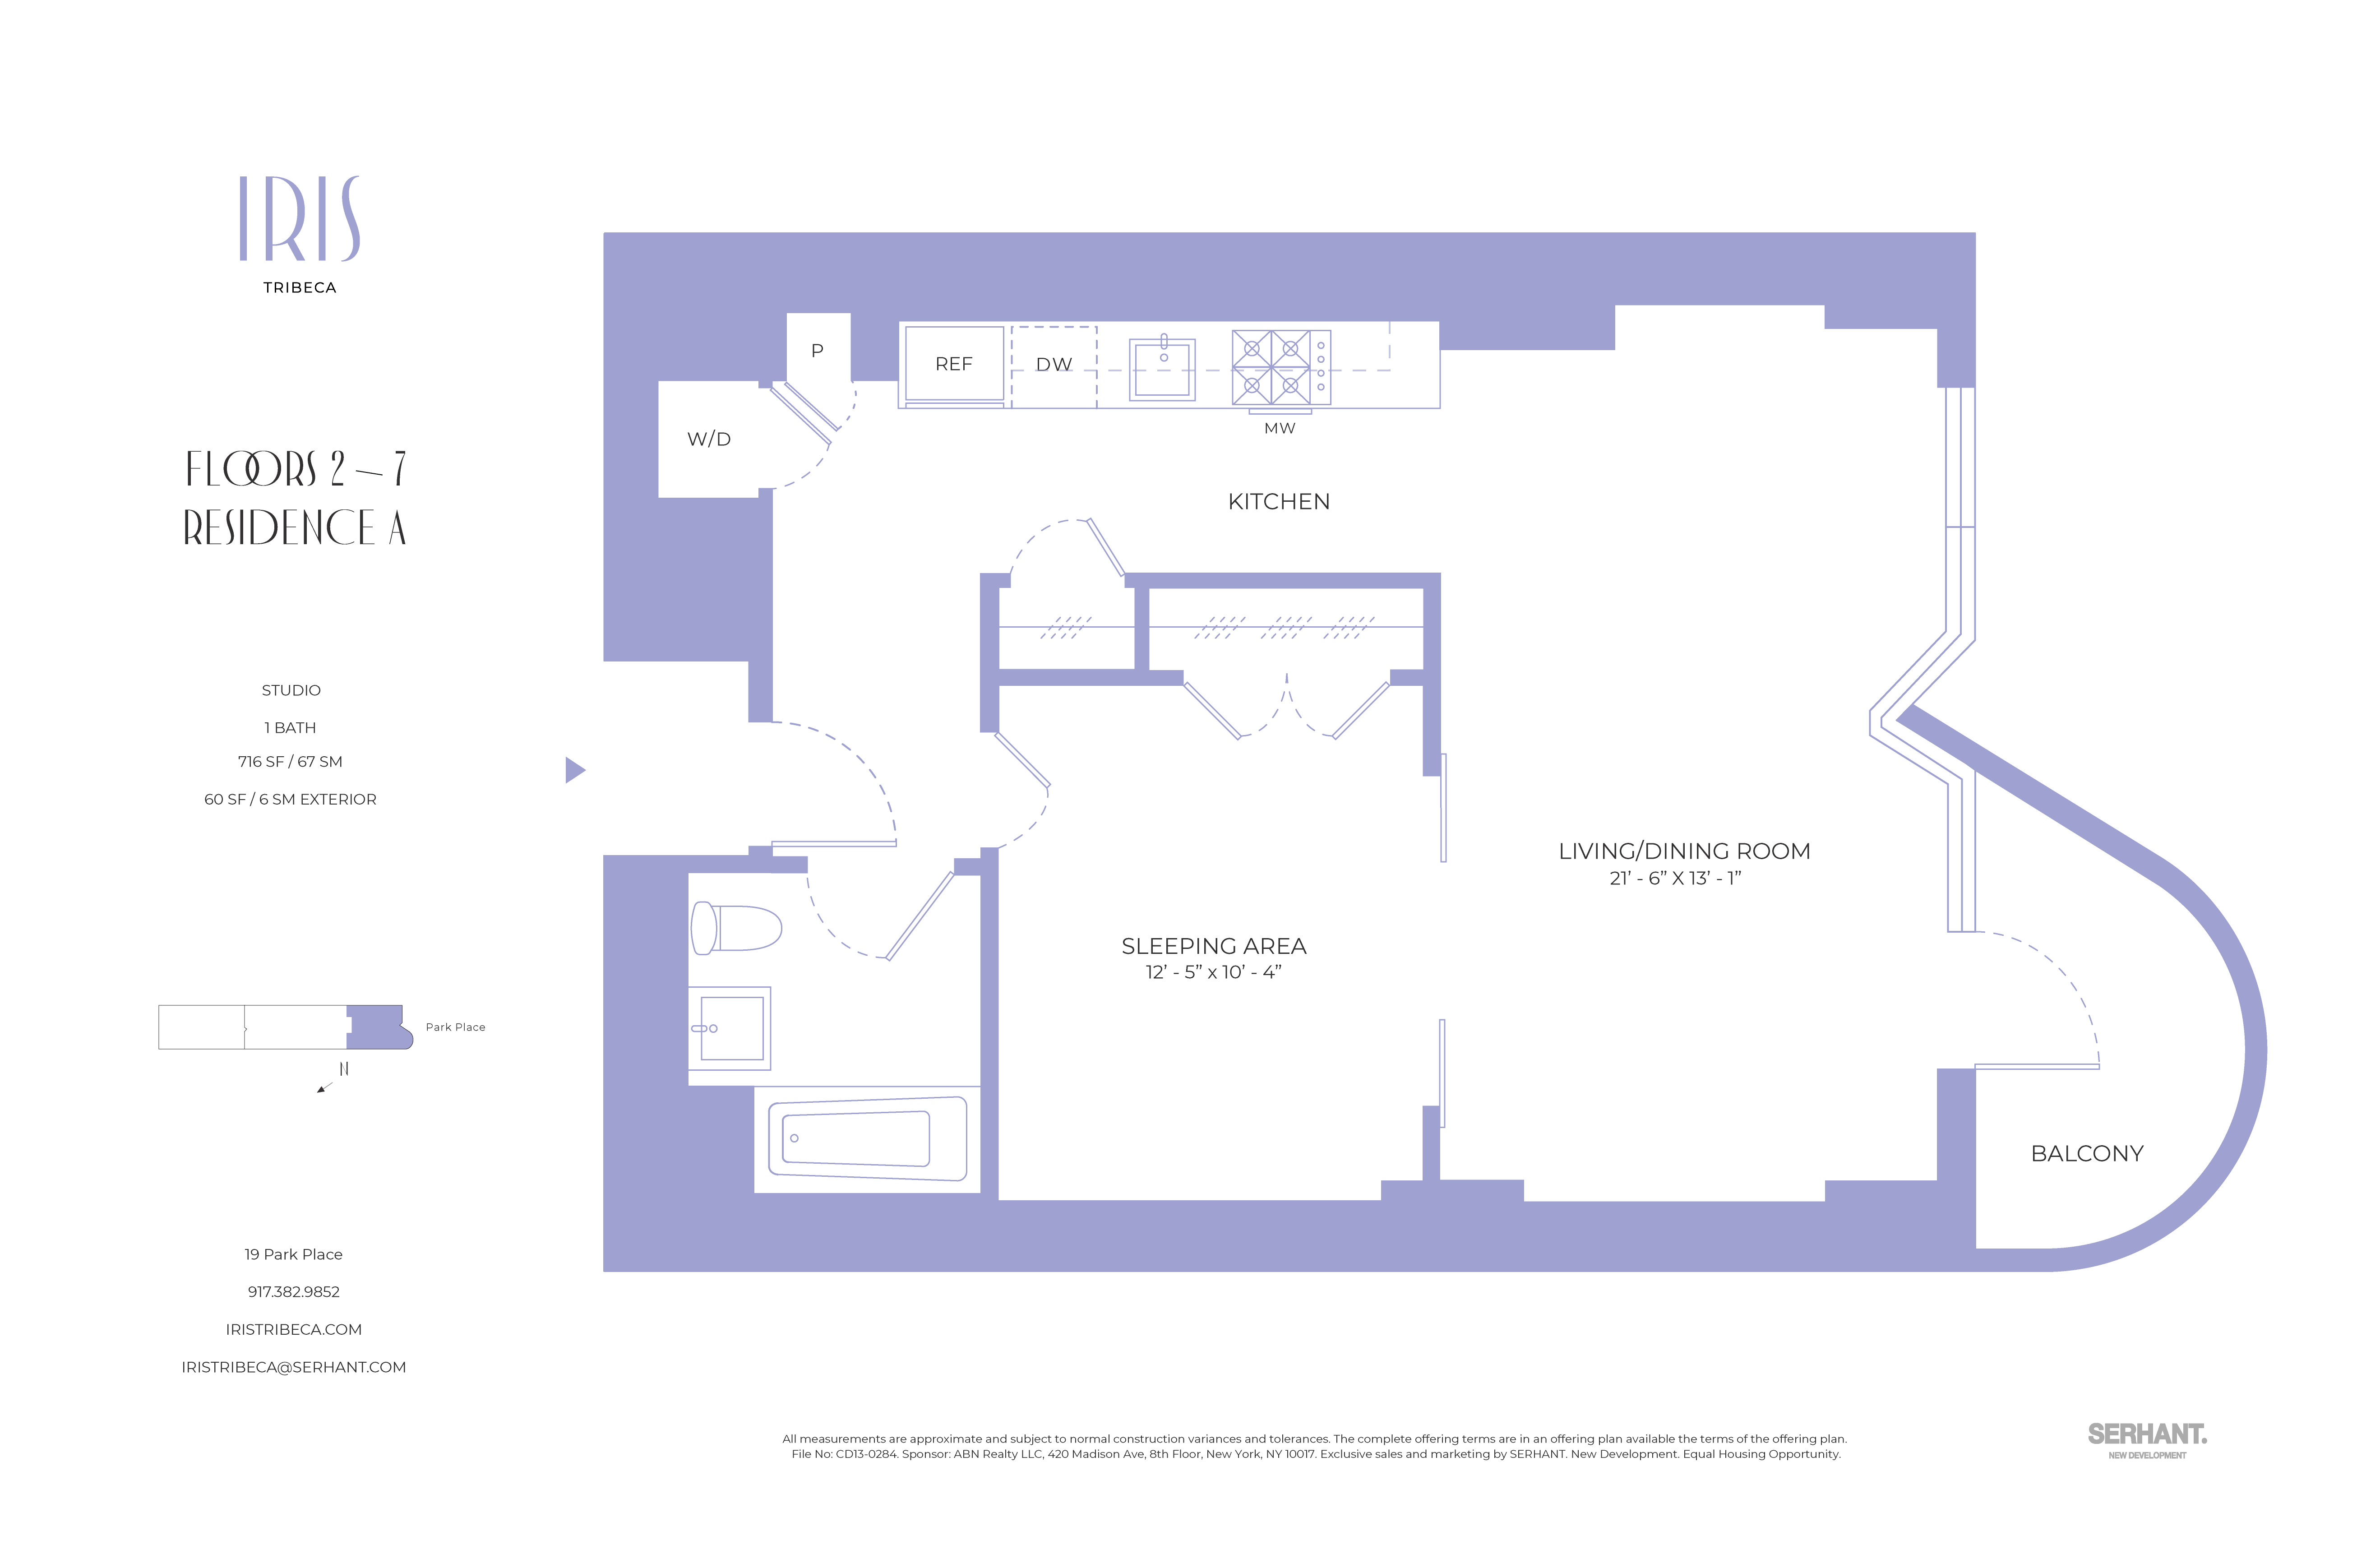 IRIS
TRIBECA
FLOORS 2 — 7
RESIDENCE A
STUDIO
1 BATH
716 SF / 67 SM
60 SF / 6 SM EXTERIOR
Park Place
N
19 Park Place
917.382.9852
IRISTRIBECA.COM
IRISTRIBECA@SERHANT.COM
P
REF
DW
W/D
MW
KITCHEN
LIVING/DINING ROOM
21’ - 6” X 13’ - 1”
SLEEPING AREA
12’ - 5” x 10’ - 4”
BALCONY
All measurements are approximate and subject to normal construction variances and tolerances. The complete offering terms are in an offering plan available the terms of the offering plan.
File No: CD13-0284. Sponsor: ABN Realty LLC, 420 Madison Ave, 8th Floor, New York, NY 10017. Exclusive sales and marketing by SERHANT. New Development. Equal Housing Opportunity.
SERHANT.
NEW DEVELOPMENT